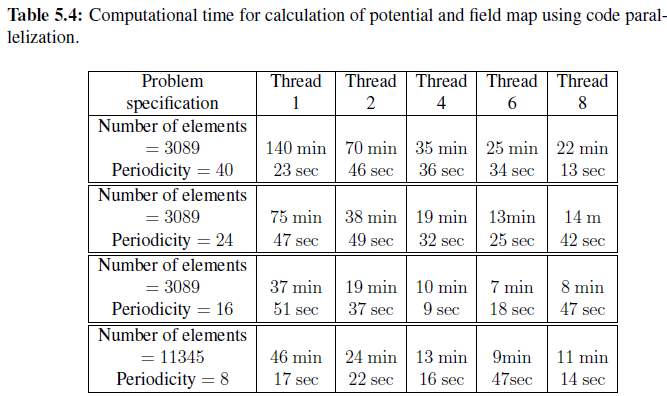 Table 5.4: Computational time for calculation of potential and field map using code paral-
lelization.
Problem Thread Thread Thread Thread Thread
specification 1 2 4 6 8
Number of elements
= 3089 140 min 70 min 35 min 25 min 22 min
Periodicity = 40 23 sec 46 sec 36 sec 34 sec 13 sec
Number of elements
= 3089 75 min 38 min 19 min 13min 14 m
Periodicity = 24 47 sec 49 sec 32 sec 25 sec 42 sec
Number of elements
= 3089 37 min 19 min 10 min 7 min 8 min
Periodicity = 16 51 sec 37 sec 9 sec 18 sec 47 sec
Number of elements
= 11345 46 min 24 min 13 min 9min 11 min
Periodicity = 8 17 sec 22 sec 16 sec 47sec 14 sec